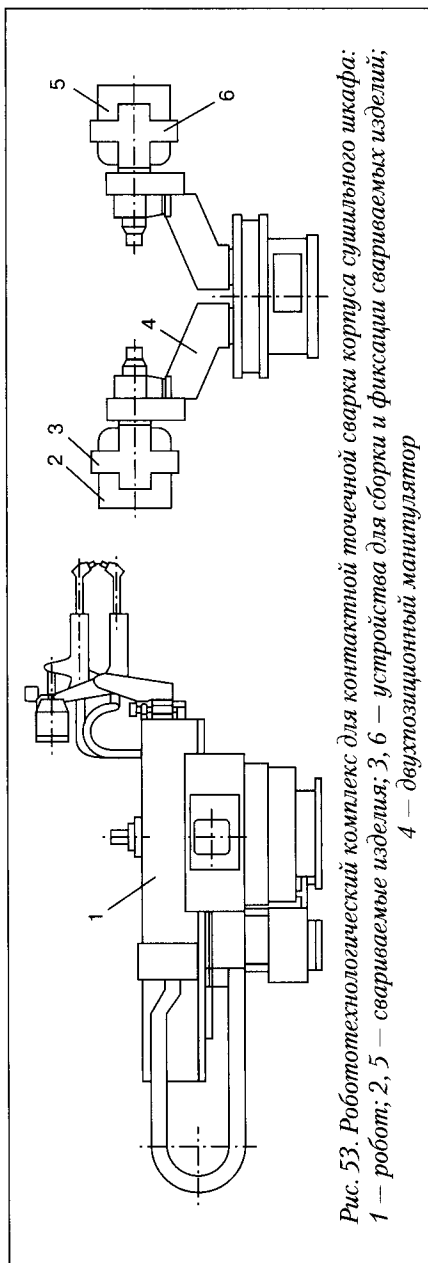 1
2
3
4
5
6
Рис. 53. Робототехнологический комплекс для контактной точечной сварки корпуса сушильного шкафа:
1 — робот; 2, 5 — свариваемые изделия; 3, 6 — устройства для сборки и фиксации свариваемых изделий;
4 — двухпозиционный манипулятор